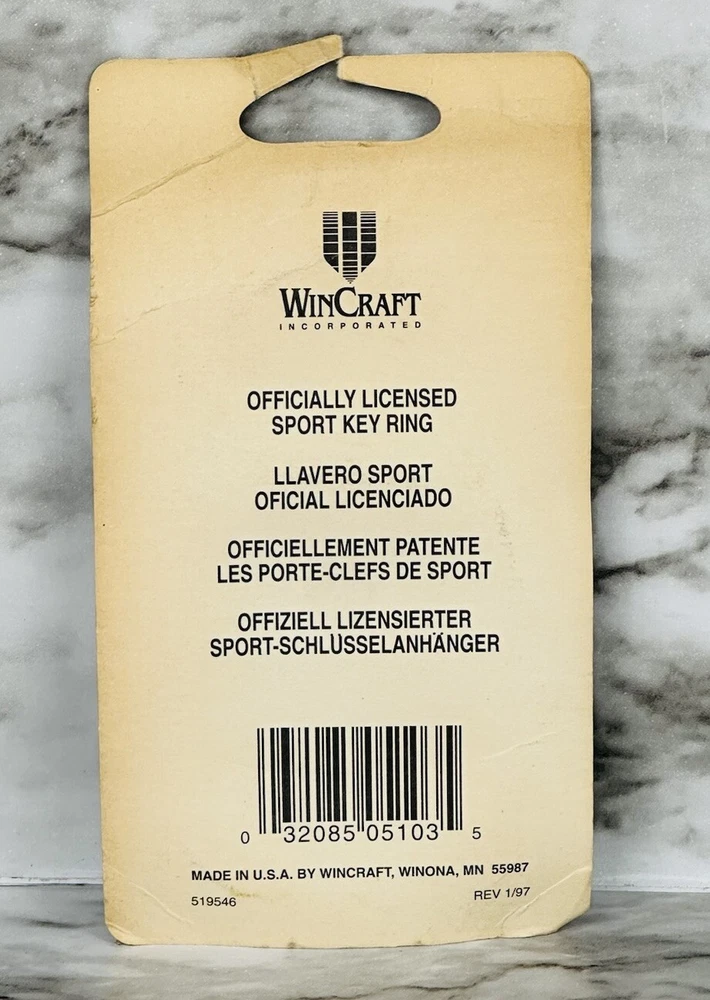 WINCRAFT
INCORPORATED
OFFICIALLY LICENSED
SPORT KEY RING
LLAVERO SPORT
OFICIAL LICENCIADO
OFFICIELLEMENT PATENTE
LES PORTE-CLEFS DE SPORT
OFFIZIELL LIZENSIERTER
SPORT-SCHLÜSSELANHÄNGER
0 32085 05103 5
MADE IN U.S.A. BY WINCRAFT, WINONA, MN 55987
519546 REV 1/97